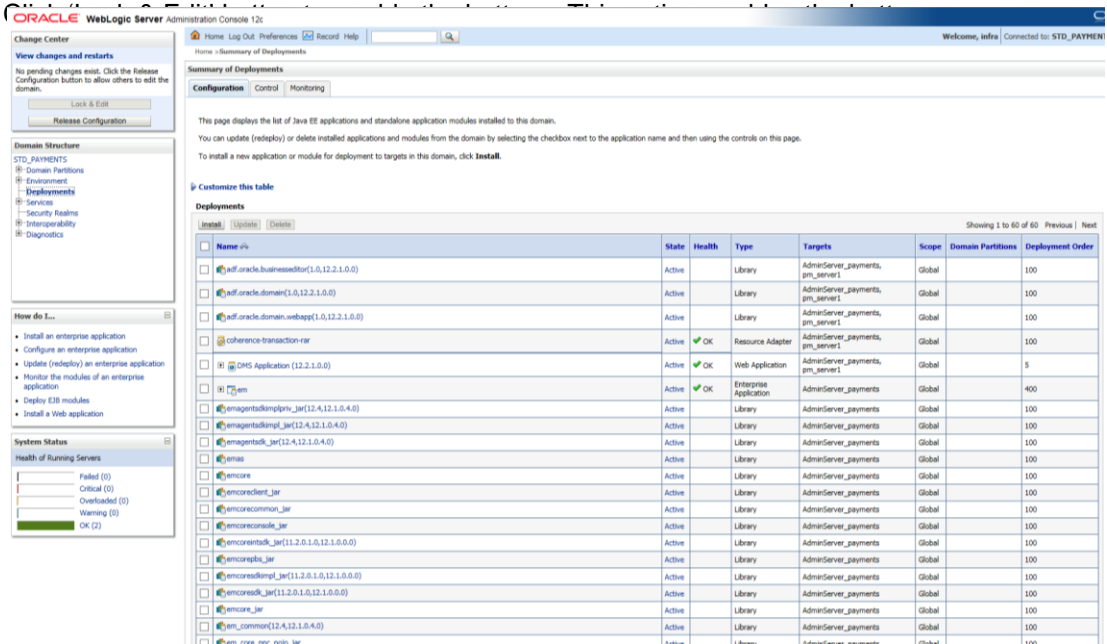 ORACLE WebLogic Server Administration Console 12c
Change Center
View changes and restarts
No pending changes exist. Click the Release
Configuration button to allow others to edit the
domain.
Lock & Edit
Release Configuration
Domain Structure
STD_PAYMENTS
Domain Partitions
Environment
Deployments
Services
Security Realms
Interoperability
Diagnostics
How do I...
Install an enterprise application
Configure an enterprise application
Update (redeploy) an enterprise application
Monitor the modules of an enterprise
application
Deploy EJB modules
Install a Web application
System Status
Health of Running Servers
Failed (0)
Critical (0)
Overloaded (0)
Warning (0)
OK (2)
Home Log Out Preferences Record Help
Welcome, infra Connected to: STD_PAYMENT
Home >Summary of Deployments
Summary of Deployments
Configuration Control Monitoring
This page displays the list of Java EE applications and standalone application modules installed to this domain.
You can update (redeploy) or delete installed applications and modules from the domain by selecting the checkbox next to the application name and then using the controls on this page.
To install a new application or module for deployment to targets in this domain, click Install.
Customize this table
Deployments
Install Update Delete Showing 1 to 60 of 60 Previous | Next
Name State Health Type Targets Scope Domain Partitions Deployment Order
adf.oracle.businesseditor(1.0,12.2.1.0.0) Active Library AdminServer_payments, pm_server1 Global 100
adf.oracle.domain(1.0,12.2.1.0.0) Active Library AdminServer_payments, pm_server1 Global 100
adf.oracle.domain.webapp(1.0,12.2.1.0.0) Active Library AdminServer_payments, pm_server1 Global 100
coherence-transaction-rar Active OK Resource Adapter AdminServer_payments, pm_server1 Global 100
DMS Application (12.2.1.0.0) Active OK Web Application AdminServer_payments, pm_server1 Global 5
em Active OK Enterprise Application AdminServer_payments Global 400
emagentsdkimplpriv_jar(12.4,12.1.0.4.0) Active Library AdminServer_payments Global 100
emagentsdkimpl_jar(12.4,12.1.0.4.0) Active Library AdminServer_payments Global 100
emagentsdk_jar(12.4,12.1.0.4.0) Active Library AdminServer_payments Global 100
emas Active Library AdminServer_payments Global 100
emcore Active Library AdminServer_payments Global 100
emcoreclient_jar Active Library AdminServer_payments Global 100
emcorecommon_jar Active Library AdminServer_payments Global 100
emcoreconsole_jar Active Library AdminServer_payments Global 100
emcoreintsdk_jar(11.2.0.1.0,12.1.0.0.0) Active Library AdminServer_payments Global 100
emcorepbs_jar Active Library AdminServer_payments Global 100
emcoresdkimpl_jar(11.2.0.1.0,12.1.0.0.0) Active Library AdminServer_payments Global 100
emcoresdk_jar(11.2.0.1.0,12.1.0.0.0) Active Library AdminServer_payments Global 100
emcore_jar Active Library AdminServer_payments Global 100
em_common(12.4,12.1.0.4.0) Active Library AdminServer_payments Global 100
em_core_ppc_pojo_jar Active Library AdminServer_payments Global 100